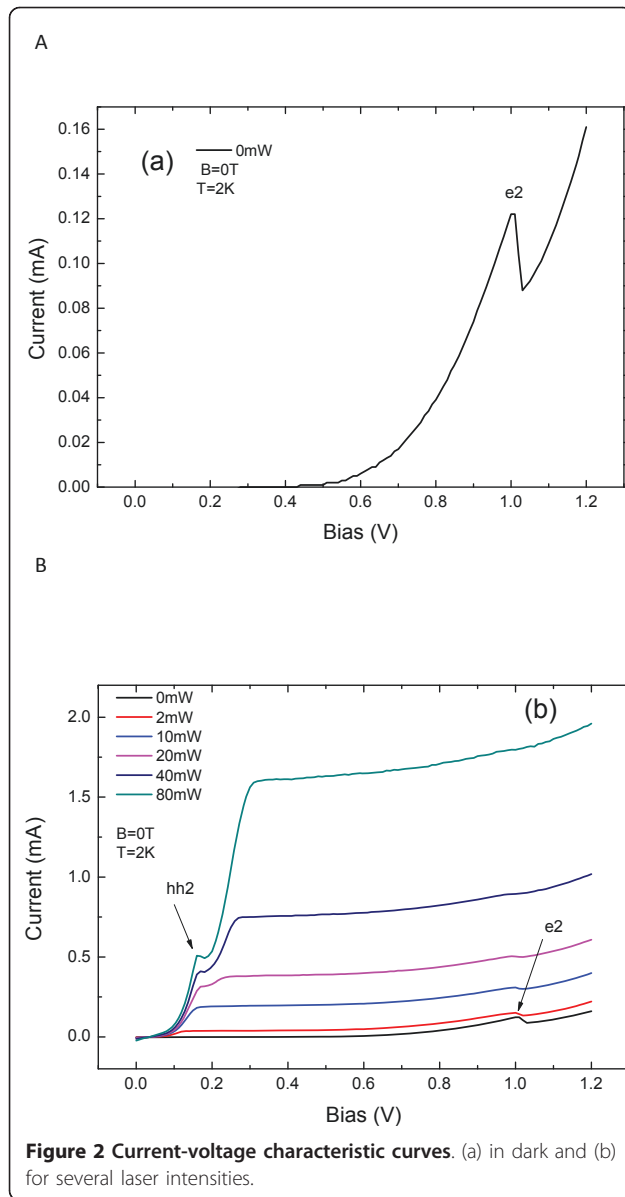 A
(a)
0mW
B=0T
T=2K
e2
0.16
0.14
0.12
0.10
0.08
0.06
0.04
0.02
0.00
Current (mA)
0.0 0.2 0.4 0.6 0.8 1.0 1.2
Bias (V)
B
(b)
0mW
2mW
10mW
20mW
40mW
80mW
B=0T
T=2K
hh2
e2
2.0
1.5
1.0
0.5
0.0
Current (mA)
0.0 0.2 0.4 0.6 0.8 1.0 1.2
Bias (V)
Figure 2 Current-voltage characteristic curves. (a) in dark and (b)
for several laser intensities.